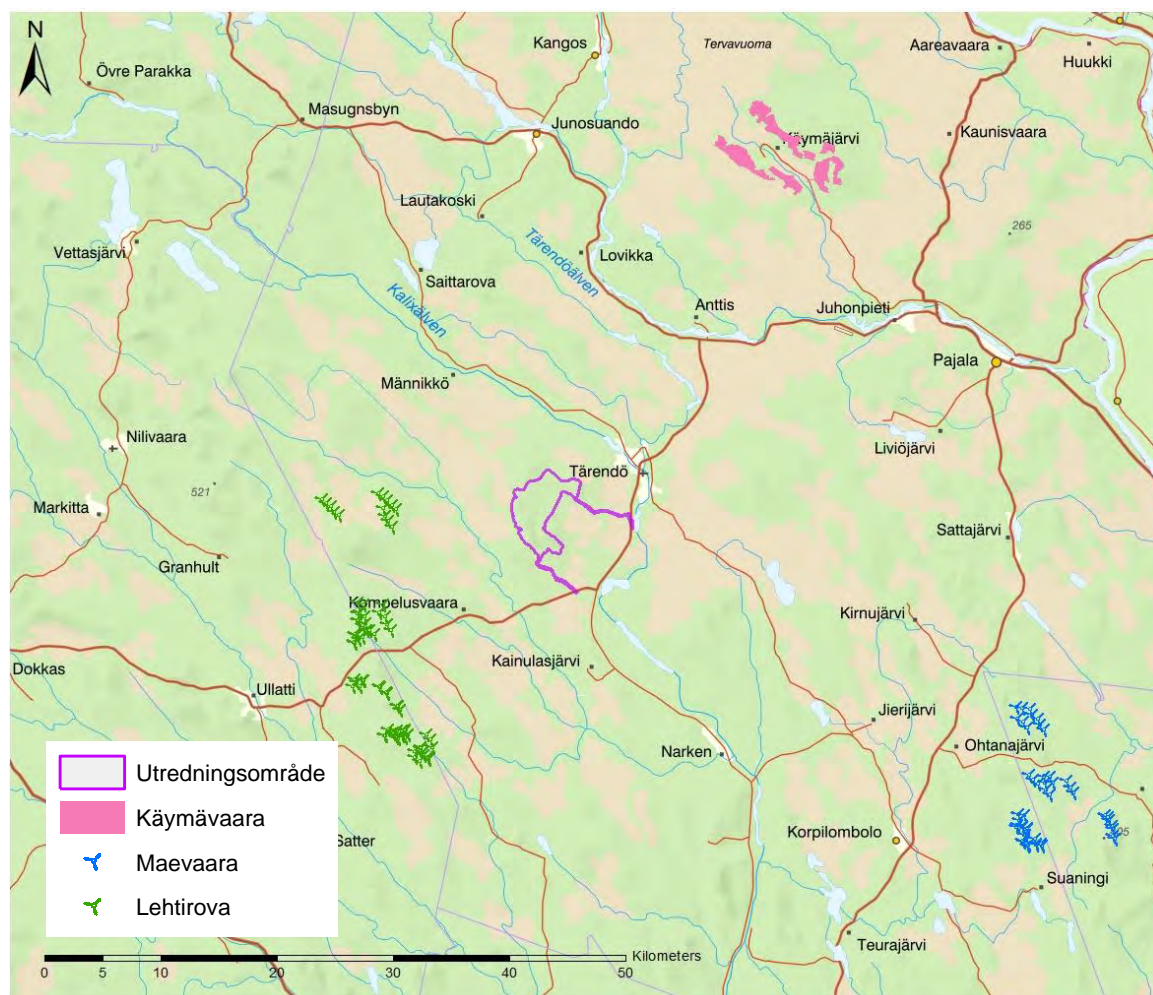 N
Kangos
Tervavuoma
Aareavaara
Huukki
Övre Parakka
Masugnsbyn
Junosuando
Kaunisvaara
Käymäjärvi
Lautakoski
265
Vettasjärvi
Tärendöälven
Lovikka
Saittarova
Kalixälven
Anttis
Juhonpieti
Pajala
Männikkö
Nilivaara
Liviöjärvi
Tärendö
521
Markitta
Sattajärvi
Granhult
Kompelusvaara
Kirnujärvi
Dokkas
Kainulasjärvi
Ullatti
Jierijärvi
Ohtanajärvi
Narken
Korpilombolo
Satter
Suaningi
Teurajärvi
Utredningsområde
Käymävaara
Maevaara
Lehtirova
0 5 10 20 30 40 50 Kilometers